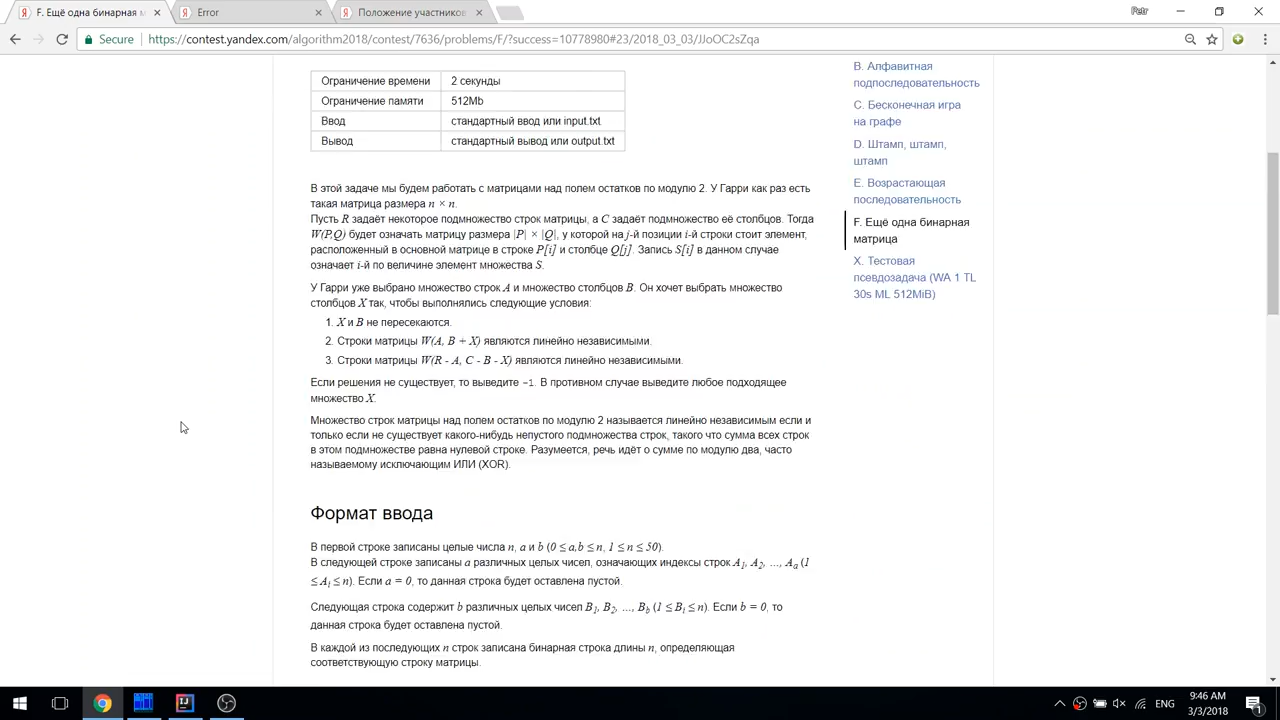 F. Ещё одна бинарная м
Error
Положение участников
Petr
Secure
https://contest.yandex.com/algorithm2018/contest/7636/problems/F/?success=10778980#23/2018_03_03/JJoOC2sZqa
Ограничение времени 2 секунды
Ограничение памяти 512Mb
Ввод стандартный ввод или input.txt
Вывод стандартный вывод или output.txt
В этой задаче мы будем работать с матрицами над полем остатков по модулю 2. У Гарри как раз есть
такая матрица размера n × n.
Пусть R задаёт некоторое подмножество строк матрицы, а C задаёт подмножество её столбцов. Тогда
W(P,Q) будет означать матрицу размера |P| × |Q|, у которой на j-й позиции i-й строки стоит элемент,
расположенный в основной матрице в строке P[i] и столбце Q[j]. Запись S[i] в данном случае
означает i-й по величине элемент множества S.
У Гарри уже выбрано множество строк A и множество столбцов B. Он хочет выбрать множество
столбцов X так, чтобы выполнялись следующие условия:
1. X и B не пересекаются.
2. Строки матрицы W(A, B + X) являются линейно независимыми.
3. Строки матрицы W(R - A, C - B - X) являются линейно независимыми.
Если решения не существует, то выведите -1. В противном случае выведите любое подходящее
множество X.
Множество строк матрицы над полем остатков по модулю 2 называется линейно независимым если и
только если не существует какого-нибудь непустого подмножества строк, такого что сумма всех строк
в этом подмножестве равна нулевой строке. Разумеется, речь идёт о сумме по модулю два, часто
называемому исключающим ИЛИ (XOR).
Формат ввода
В первой строке записаны целые числа n, a и b (0 ≤ a,b ≤ n, 1 ≤ n ≤ 50).
В следующей строке записаны a различных целых чисел, означающих индексы строк A1, A2, ..., Aa (1
≤ Ai ≤ n). Если a = 0, то данная строка будет оставлена пустой.
Следующая строка содержит b различных целых чисел B1, B2, ..., Bb (1 ≤ Bi ≤ n). Если b = 0, то
данная строка будет оставлена пустой.
В каждой из последующих n строк записана бинарная строка длины n, определяющая
соответствующую строку матрицы.
B. Алфавитная
подпоследовательность
C. Бесконечная игра
на графе
D. Штамп, штамп,
штамп
E. Возрастающая
последовательность
F. Ещё одна бинарная
матрица
X. Тестовая
псевдозадача (WA 1 TL
30s ML 512MiB)
ENG
9:46 AM
3/3/2018
1